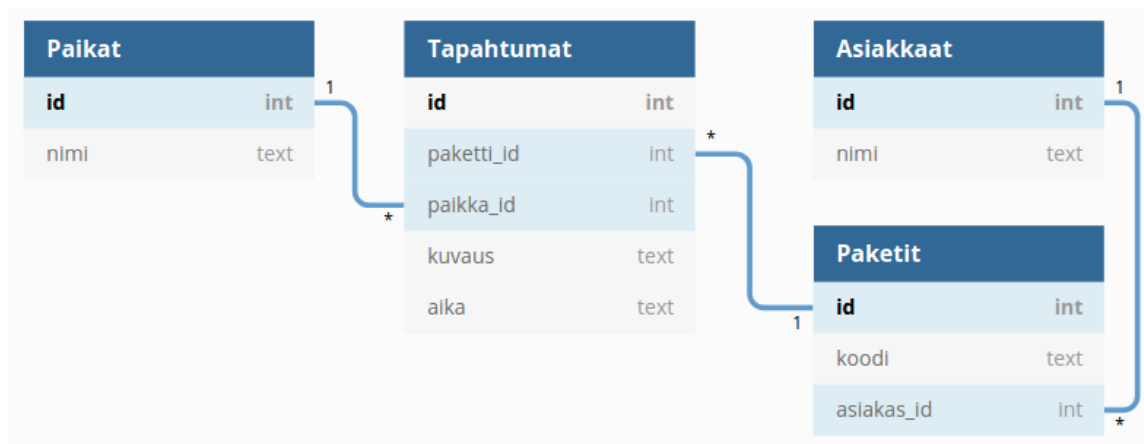 Paikat
id int
nimi text
1
*
Tapahtumat
id int
paketti_id int
paikka_id int
kuvaus text
aika text
*
1
Asiakkaat
id int
nimi text
1
Paketit
id int
koodi text
asiakas_id int
*